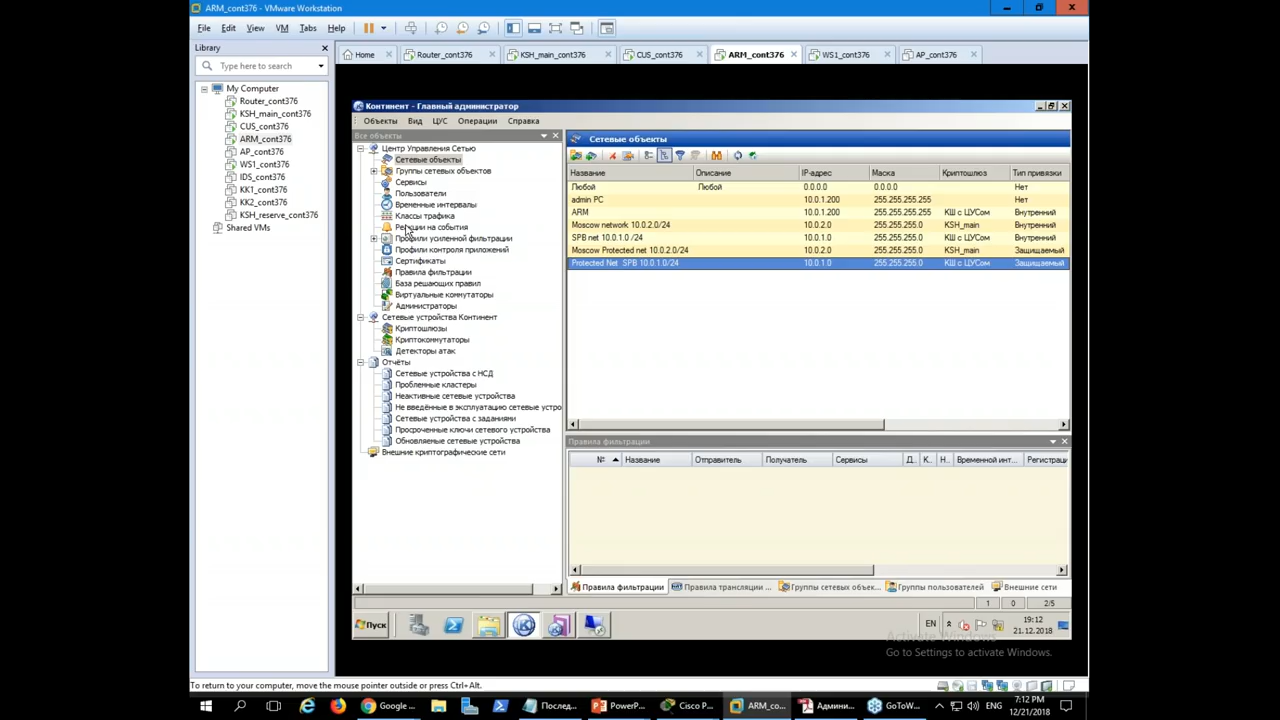 ARM_cont376 - VMware Workstation
File Edit View VM Tabs Help
Library
Type here to search
My Computer
Router_cont376
KSH_main_cont376
CUS_cont376
ARM_cont376
AP_cont376
WS1_cont376
IDS_cont376
KK1_cont376
KK2_cont376
KSH_reserve_cont376
Shared VMs
Home Router_cont376 KSH_main_cont376 CUS_cont376 ARM_cont376 WS1_cont376 AP_cont376
Континент - Главный администратор
Объекты Вид ЦУС Операции Справка
Все объекты
Центр Управления Сетью
Сетевые объекты
Группы сетевых объектов
Сервисы
Пользователи
Временные интервалы
Классы трафика
Реакции на события
Профили усиленной фильтрации
Профили контроля приложений
Сертификаты
Правила фильтрации
База решающих правил
Виртуальные коммутаторы
Администраторы
Сетевые устройства Континент
Криптошлюзы
Криптокоммутаторы
Детекторы атак
Отчёты
Сетевые устройства с НСД
Проблемные кластеры
Неактивные сетевые устройства
Не введённые в эксплуатацию сетевые устро
Сетевые устройства с заданиями
Просроченные ключи сетевого устройства
Обновляемые сетевые устройства
Внешние криптографические сети
Сетевые объекты
Название Описание IP-адрес Маска Криптошлюз Тип привязки
Любой Любой 0.0.0.0 0.0.0.0 Нет
admin PC 10.0.1.200 255.255.255.255 Нет
ARM 10.0.1.200 255.255.255.255 КШ с ЦУСом Внутренний
Moscow network 10.0.2.0/24 10.0.2.0 255.255.255.0 KSH_main Внутренний
SPB net 10.0.1.0 /24 10.0.1.0 255.255.255.0 КШ с ЦУСом Внутренний
Moscow Protected net 10.0.2.0/24 10.0.2.0 255.255.255.0 KSH_main Защищаемый
Protected Net SPB 10.0.1.0/24 10.0.1.0 255.255.255.0 КШ с ЦУСом Защищаемый
Правила фильтрации
№ Название Отправитель Получатель Сервисы Д.. К.. Н.. Временной инт... Регистраци
Правила фильтрации Правила трансляции ... Группы сетевых объек... Группы пользователей Внешние сети
1 0 2/5
Пуск EN 19:12
21.12.2018
Activate Windows
Go to Settings to activate Windows.
To return to your computer, move the mouse pointer outside or press Ctrl+Alt.
Google ... Послед... PowerP... Cisco P... ARM_co... Админи... GoToW... ENG 7:12 PM
12/21/2018